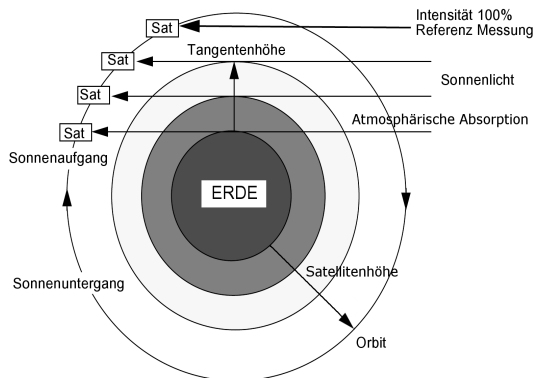 Intensität 100%
Referenz Messung
Sat
Tangentenhöhe
Sat
Sonnenlicht
Sat
Atmosphärische Absorption
Sat
Sonnenaufgang
ERDE
Satellitenhöhe
Sonnenuntergang
Orbit